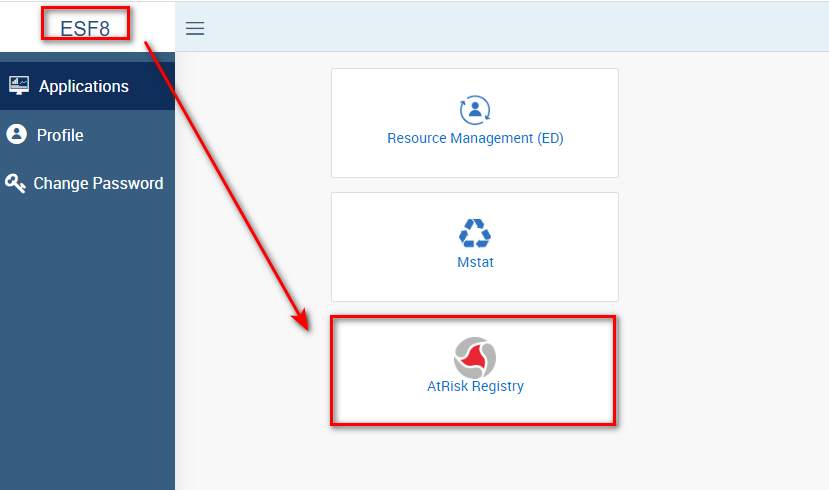 ESF8
Applications
Profile
Change Password
Resource Management (ED)
Mstat
AtRisk Registry